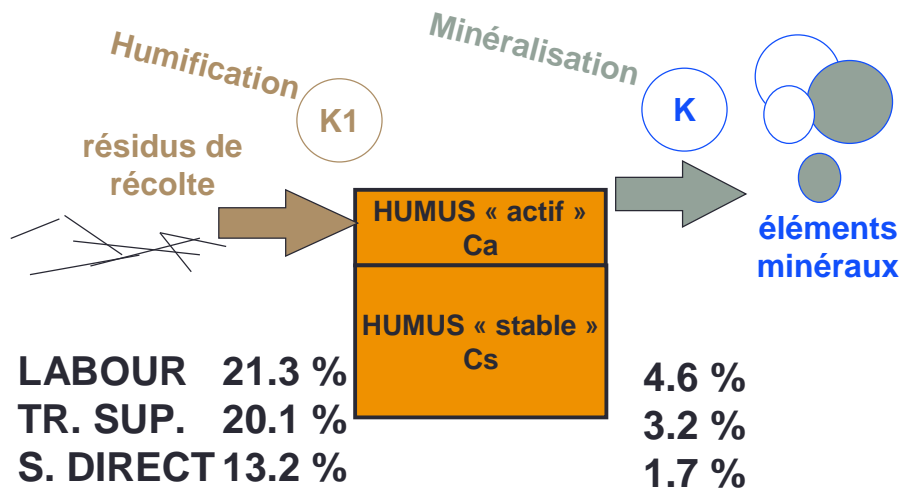 Humification
K1
Minéralisation
K
résidus de
récolte
HUMUS « actif »
Ca
éléments
minéraux
HUMUS « stable »
Cs
LABOUR 21.3 % 4.6 %
TR. SUP. 20.1 % 3.2 %
S. DIRECT 13.2 % 1.7 %